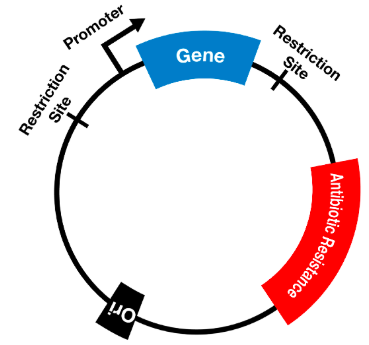 Promoter
Gene
Restriction
Site
Restriction
Site
Antibiotic Resistance
Ori